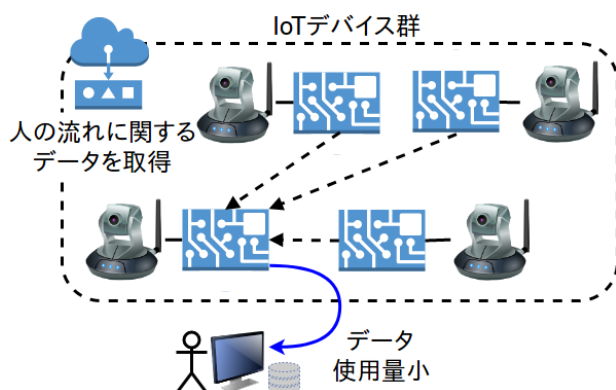 IoTデバイス群
人の流れに関する
データを取得
データ
使用量小